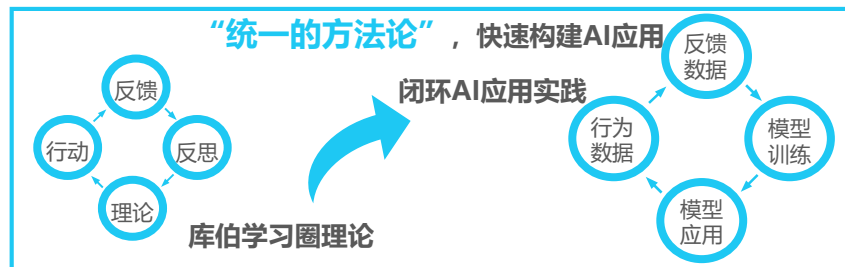 “统一的方法论”，快速构建AI应用
闭环AI应用实践
反馈
行动
反思
理论
库伯学习圈理论
反馈
数据
行为
数据
模型
训练
模型
应用